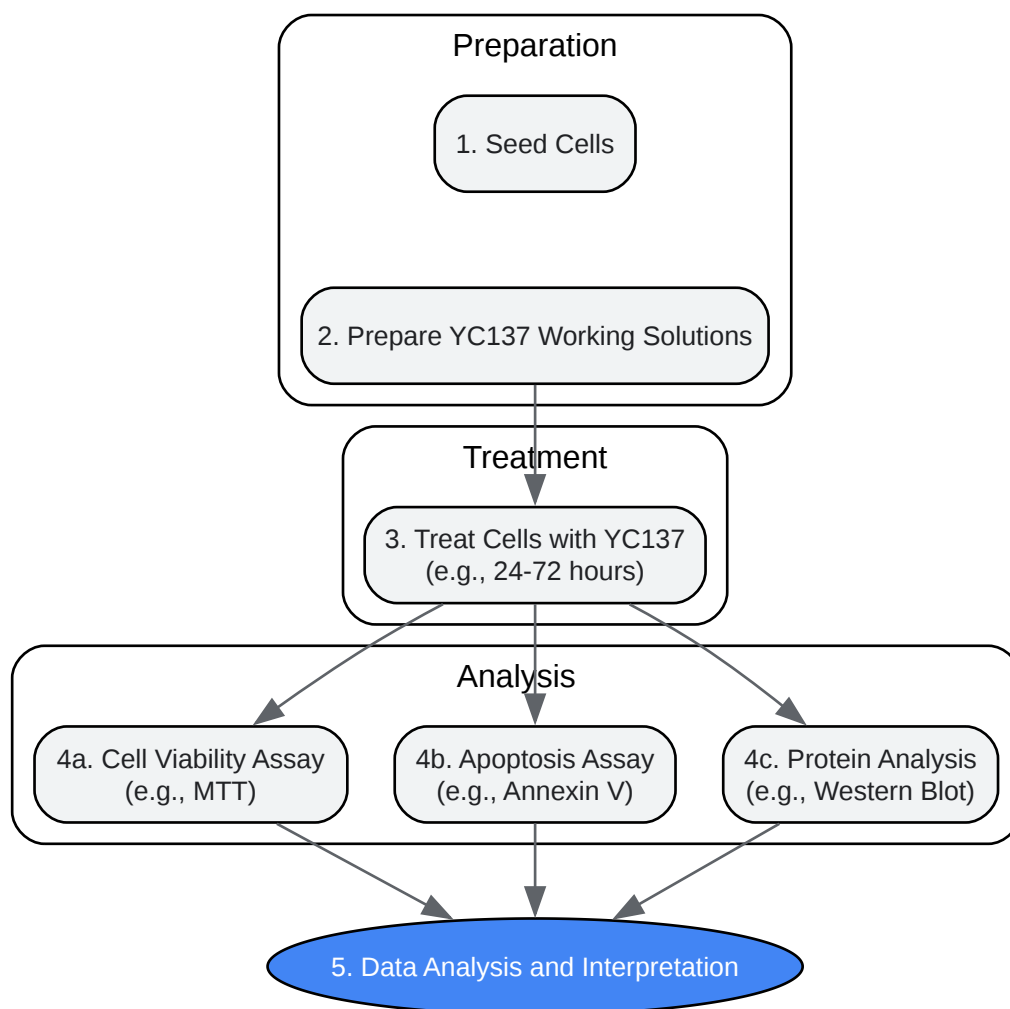 Preparation
1. Seed Cells
2. Prepare YC137 Working Solutions
Treatment
3. Treat Cells with YC137
(e.g., 24-72 hours)
Analysis
4a. Cell Viability Assay
(e.g., MTT)
4b. Apoptosis Assay
(e.g., Annexin V)
4c. Protein Analysis
(e.g., Western Blot)
5. Data Analysis and Interpretation